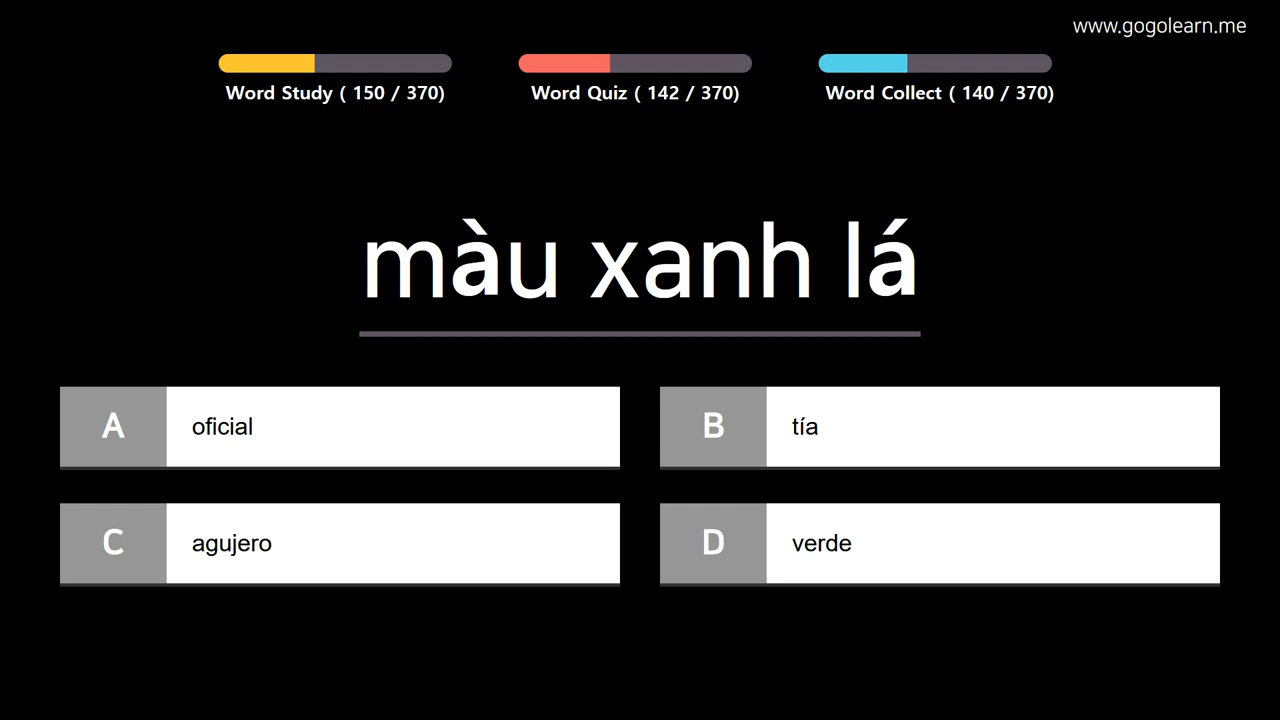 www.gogolearn.me
Word Study ( 150 / 370)
Word Quiz ( 142 / 370)
Word Collect ( 140 / 370)
màu xanh lá
A oficial
B tía
C agujero
D verde